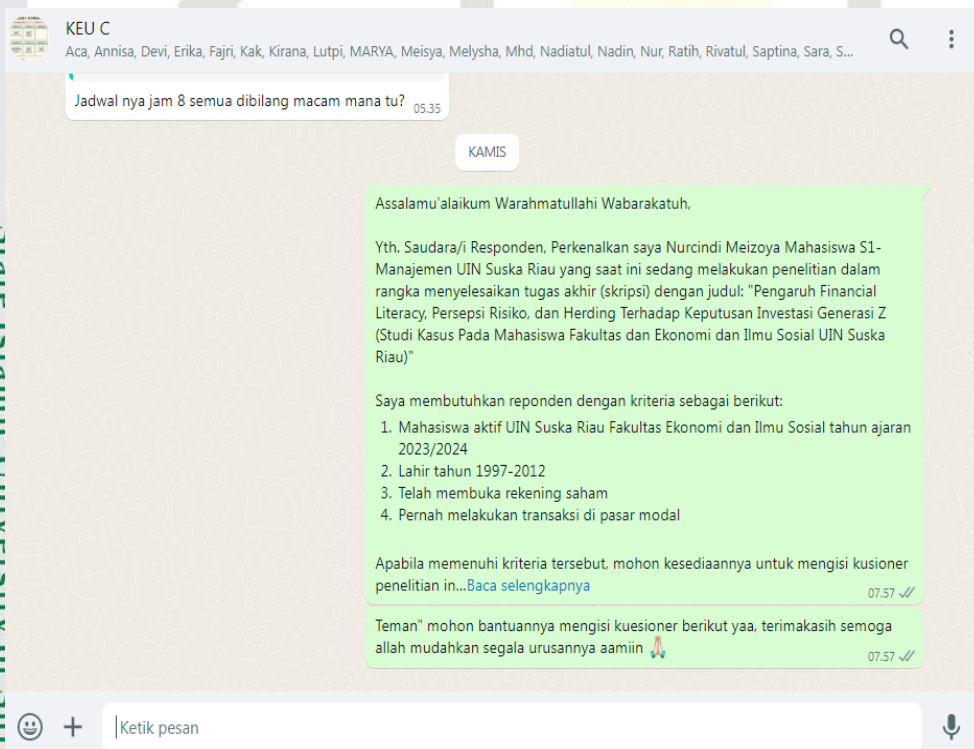 KEU C
Aca, Annisa, Devi, Erika, Fajri, Kak, Kirana, Lutpi, MARYA, Meisya, Melysha, Mhd, Nadiatul, Nadin, Nur, Ratih, Rivatul, Saptina, Sara, S...
Jadwal nya jam 8 semua dibilang macam mana tu? 05.35
KAMIS
Assalamu'alaikum Warahmatullahi Wabarakatuh,
Yth. Saudara/i Responden, Perkenalkan saya Nurcindi Meizoya Mahasiswa S1-
Manajemen UIN Suska Riau yang saat ini sedang melakukan penelitian dalam
rangka menyelesaikan tugas akhir (skripsi) dengan judul: "Pengaruh Financial
Literacy, Persepsi Risiko, dan Herding Terhadap Keputusan Investasi Generasi Z
(Studi Kasus Pada Mahasiswa Fakultas dan Ekonomi dan Ilmu Sosial UIN Suska
Riau)"
Saya membutuhkan reponden dengan kriteria sebagai berikut:
1. Mahasiswa aktif UIN Suska Riau Fakultas Ekonomi dan Ilmu Sosial tahun ajaran
2023/2024
2. Lahir tahun 1997-2012
3. Telah membuka rekening saham
4. Pernah melakukan transaksi di pasar modal
Apabila memenuhi kriteria tersebut, mohon kesediaannya untuk mengisi kusioner
penelitian in...Baca selengkapnya
07.57
Teman" mohon bantuannya mengisi kuesioner berikut yaa, terimakasih semoga
allah mudahkan segala urusannya aamiin 🙏🏻
07.57
Ketik pesan